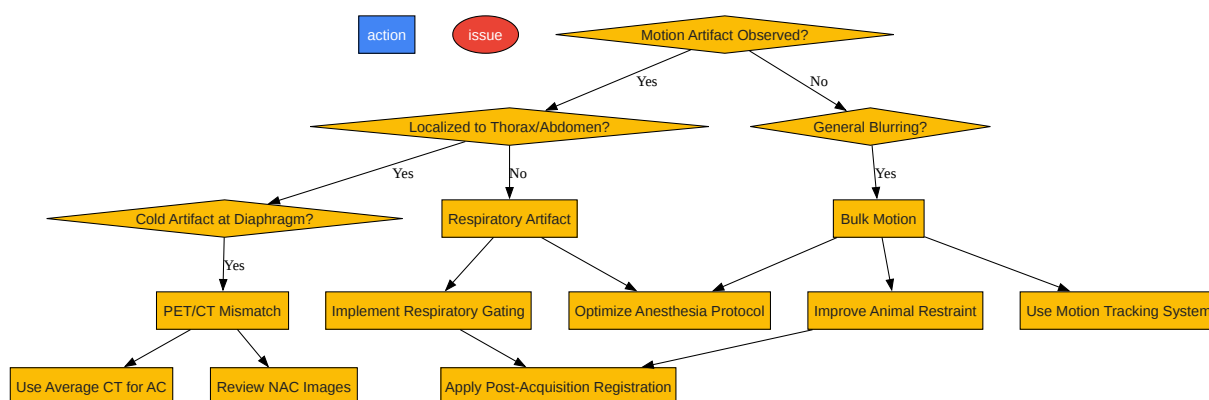 action
issue
Motion Artifact Observed?
Yes
No
Localized to Thorax/Abdomen?
General Blurring?
Yes
No
Yes
Cold Artifact at Diaphragm?
Respiratory Artifact
Bulk Motion
Yes
PET/CT Mismatch
Implement Respiratory Gating
Optimize Anesthesia Protocol
Improve Animal Restraint
Use Motion Tracking System
Use Average CT for AC
Review NAC Images
Apply Post-Acquisition Registration